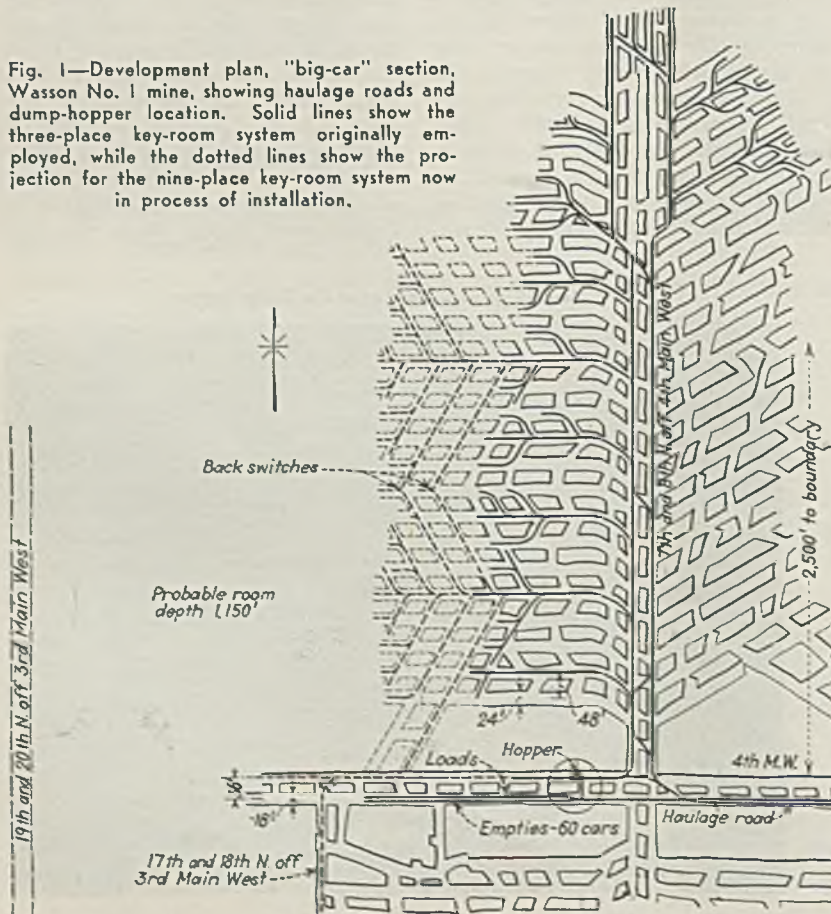 Fig. 1—Development plan, "big-car" section,
Wasson No. 1 mine, showing haulage roads and
dump-hopper location. Solid lines show the
three-place key-room system originally em-
ployed, while the dotted lines show the pro-
jection for the nine-place key-room system now
in process of installation.
off 4th Main West
Back switches
2,500' to boundary
19th and 20th N. off 3rd Main West
Probable room
depth 1,150'
24'
48'
Hopper
Loads
4th M.W.
18'
Empties-60 cars
Haulage road
17th and 18th N. off
3rd Main West